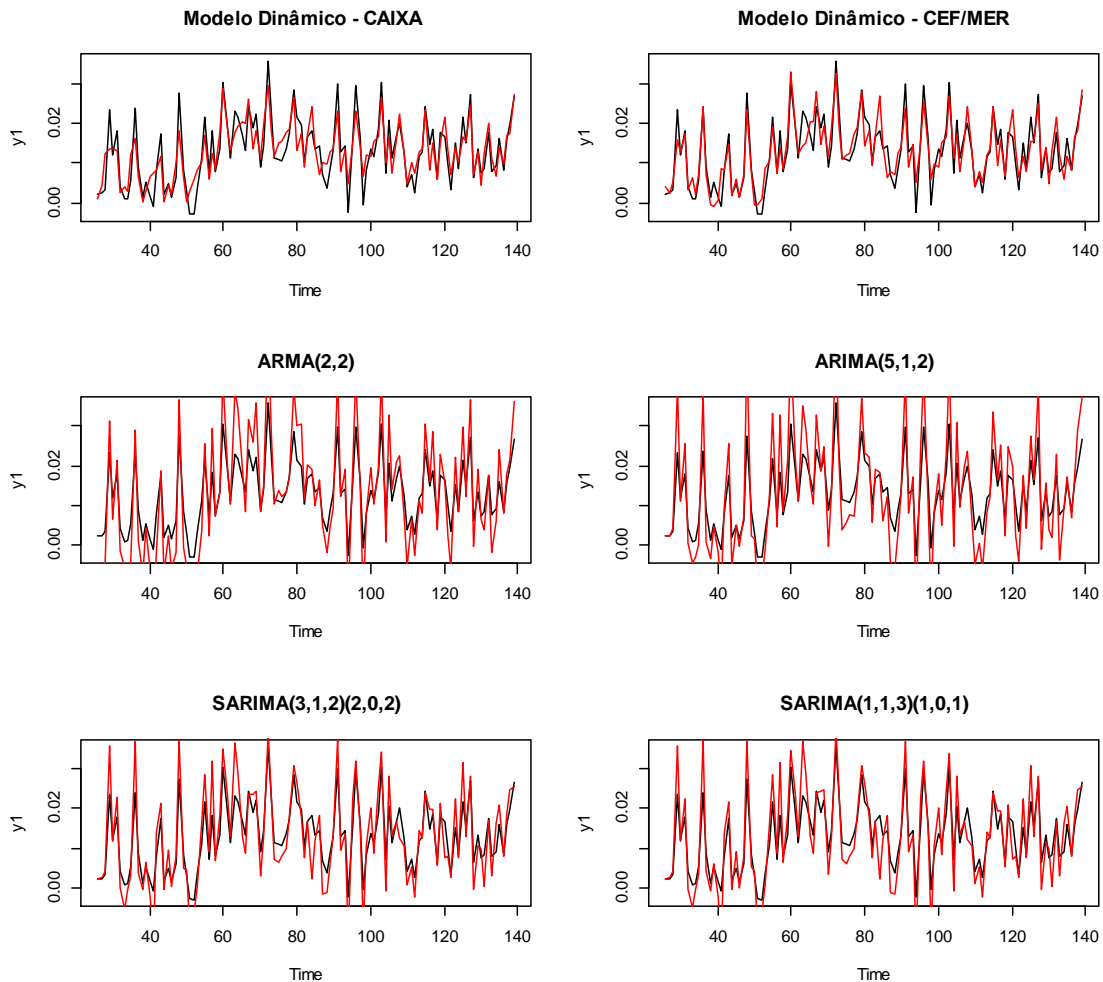 Modelo Dinâmico - CAIXA
y1
0.00
0.02
40
60
80
100
120
140
Time
Modelo Dinâmico - CEF/MER
y1
0.00
0.02
40
60
80
100
120
140
Time
ARMA(2,2)
y1
0.00
0.02
40
60
80
100
120
140
Time
ARIMA(5,1,2)
y1
0.00
0.02
40
60
80
100
120
140
Time
SARIMA(3,1,2)(2,0,2)
y1
0.00
0.02
40
60
80
100
120
140
Time
SARIMA(1,1,3)(1,0,1)
y1
0.00
0.02
40
60
80
100
120
140
Time